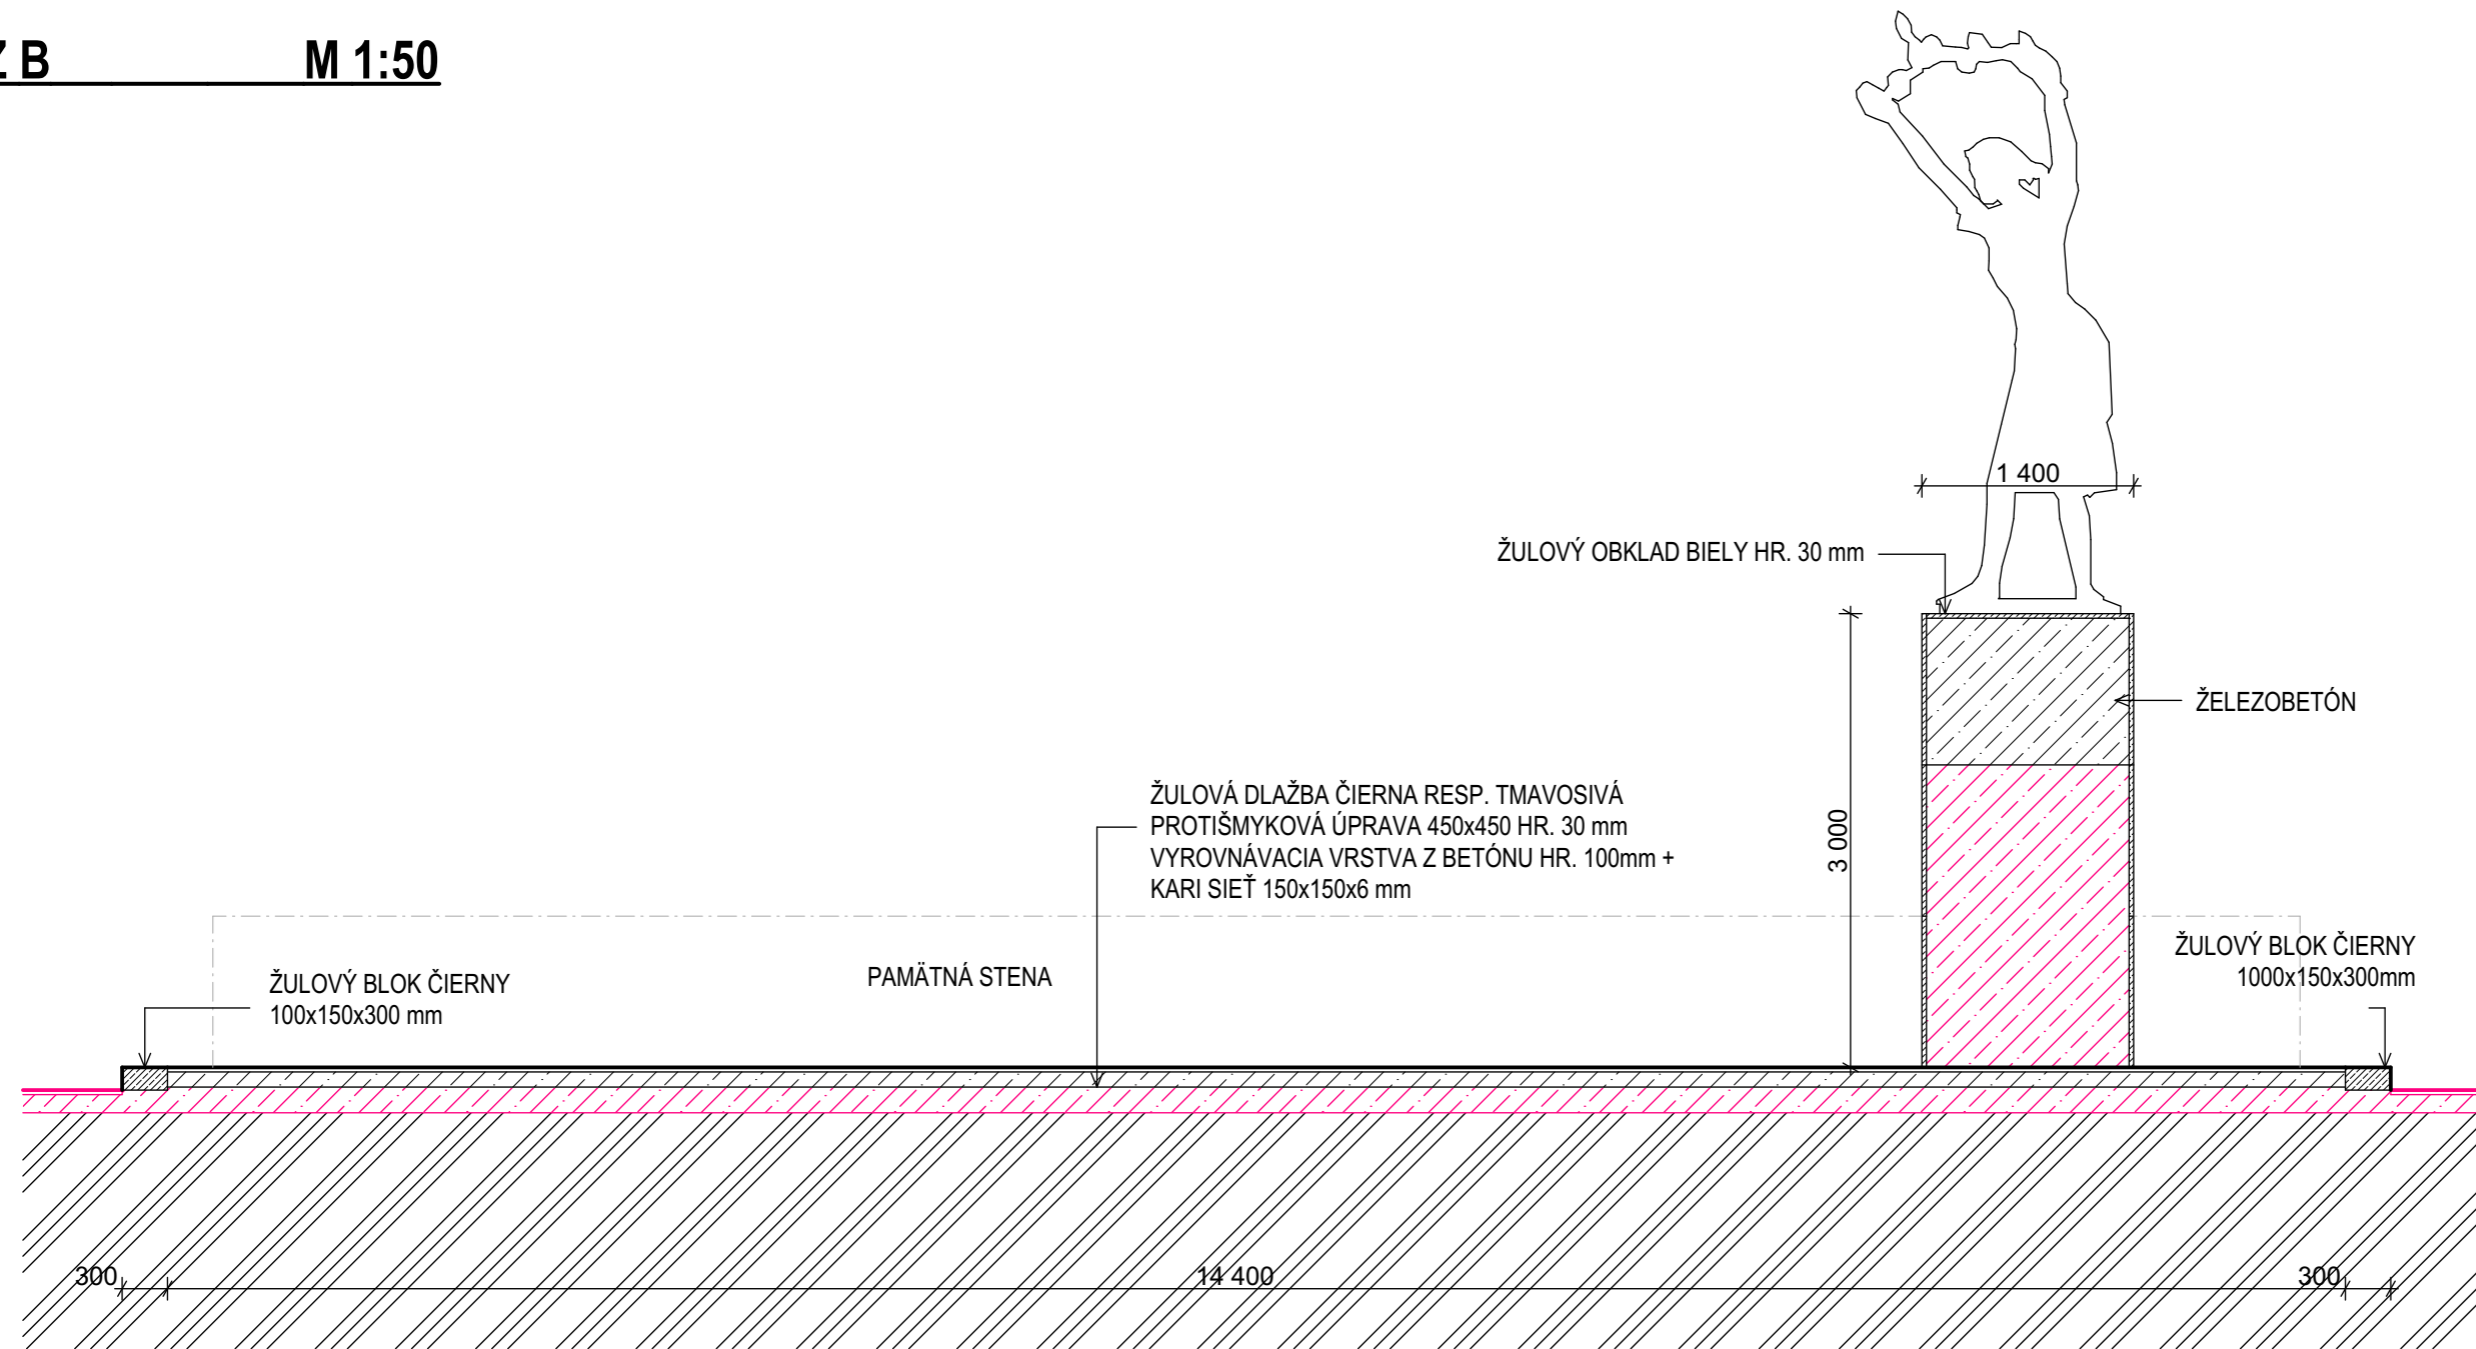 Z B M 1:50
1 400
ŽULOVÝ OBKLAD BIELY HR. 30 mm
ŽELEZOBETÓN
3 000
ŽULOVÁ DLAŽBA ČIERNA RESP. TMAVOSIVÁ
PROTIŠMYKOVÁ ÚPRAVA 450x450 HR. 30 mm
VYROVNÁVACIA VRSTVA Z BETÓNU HR. 100mm +
KARI SIEŤ 150x150x6 mm
ŽULOVÝ BLOK ČIERNY
100x150x300 mm
PAMÄTNÁ STENA
ŽULOVÝ BLOK ČIERNY
1000x150x300mm
300
14 400
300